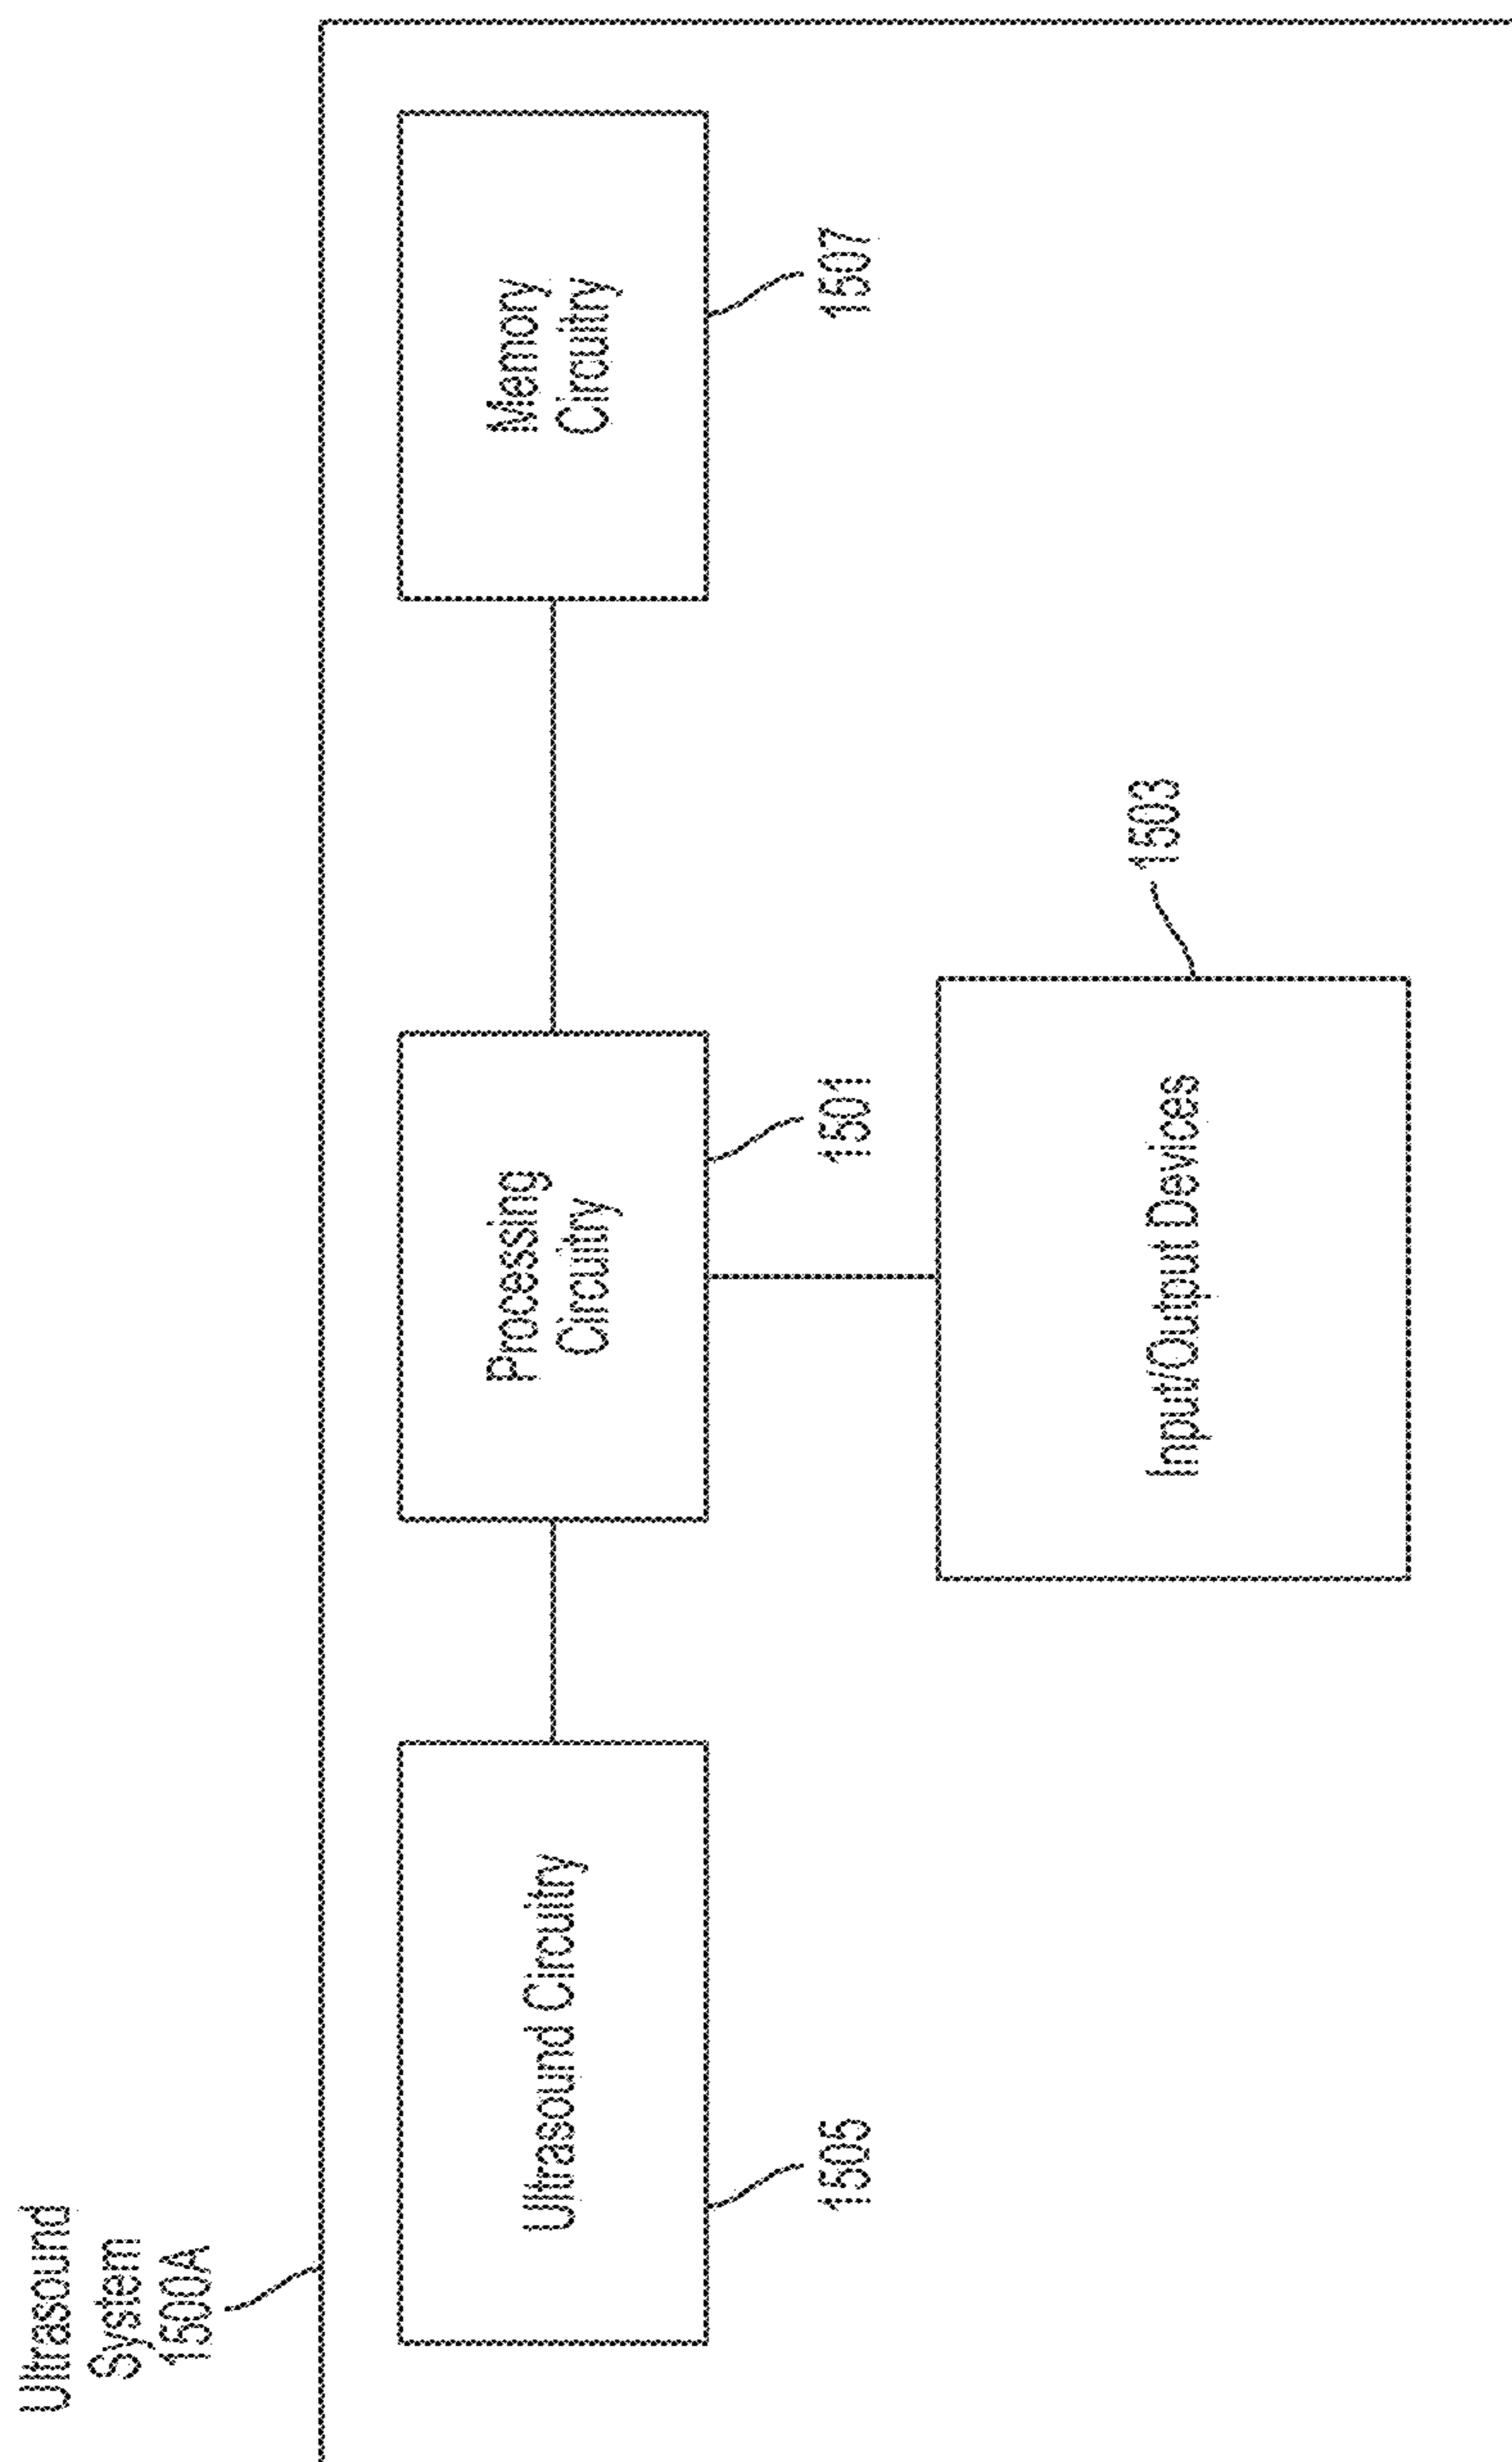 Ultrasound
System
1500A
Ultrasound Circuitry
1505
Processing
Circuitry
1501
Memory
Circuitry
1507
Input/Output Devices
1503